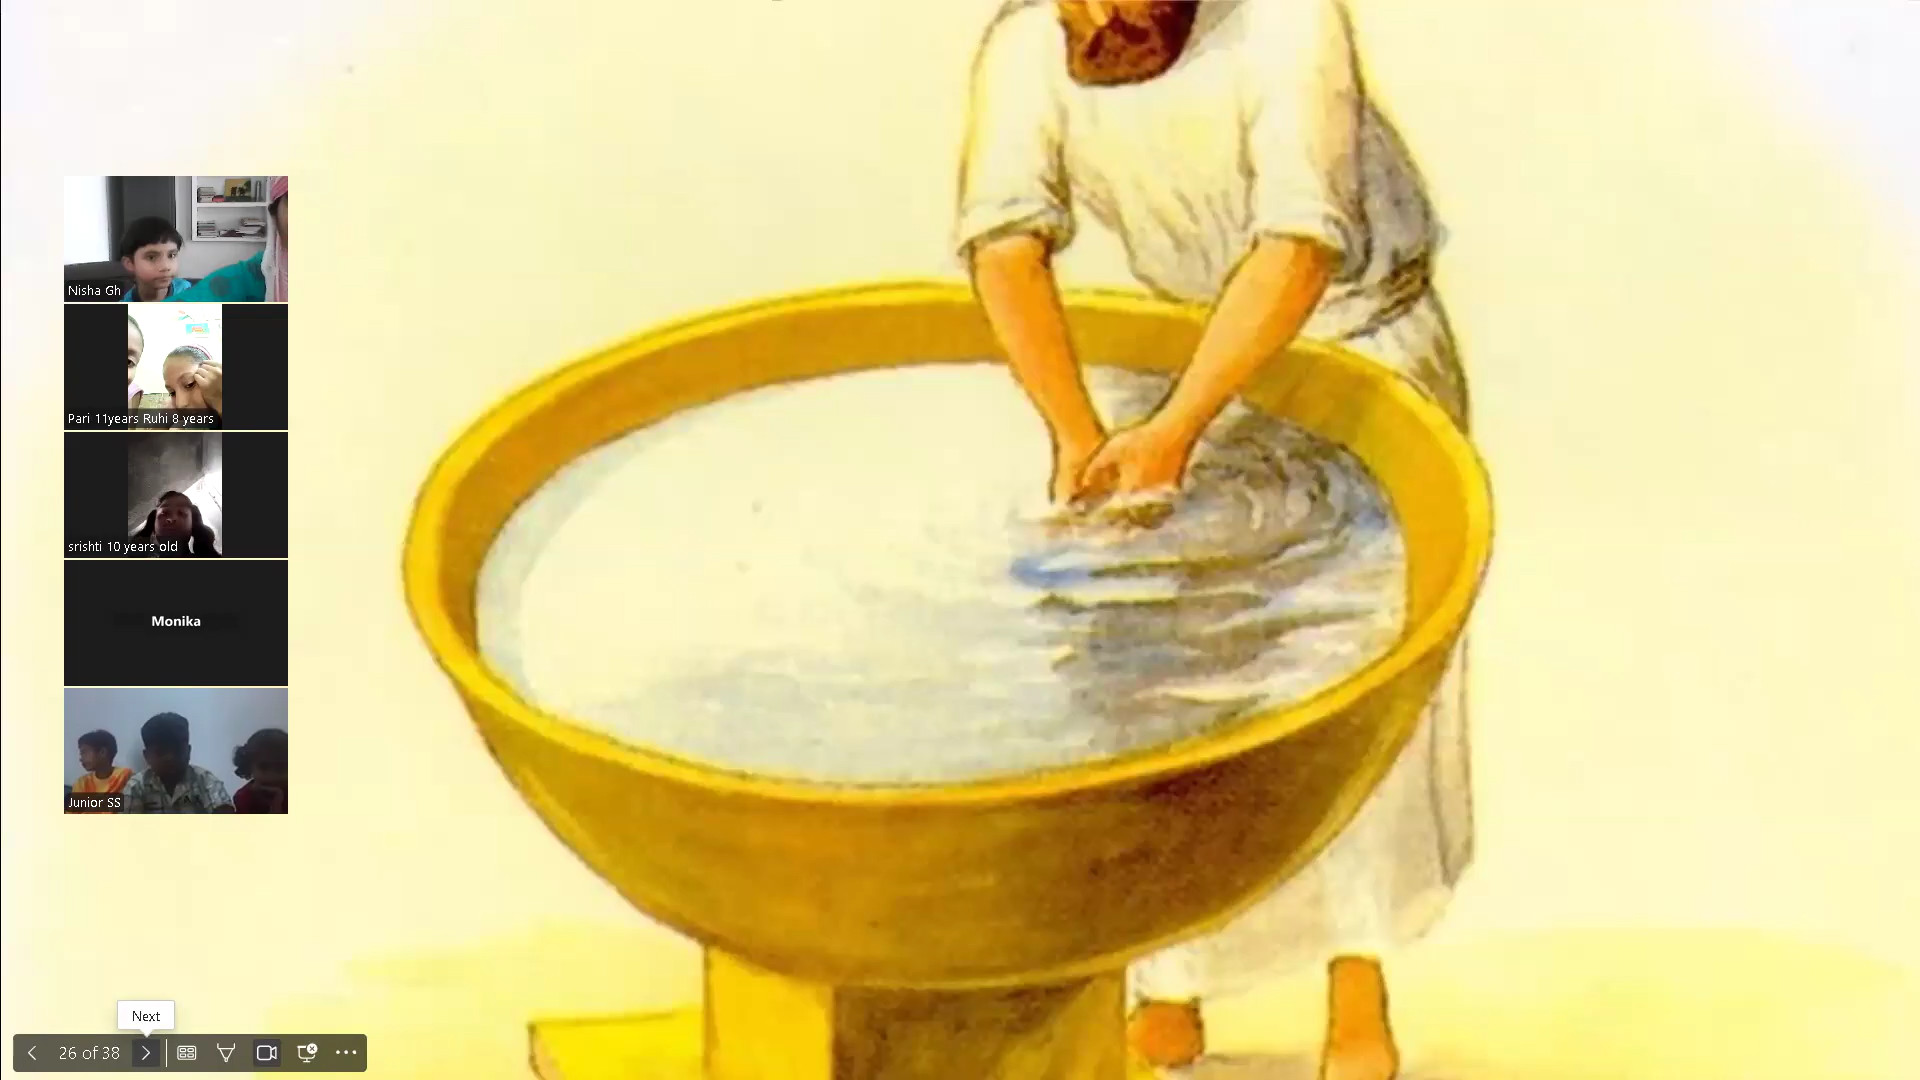 Nisha Gh
Pari 11years Ruhi 8 years
srishti 10 years old
Monika
Junior SS
Next
26 of 38